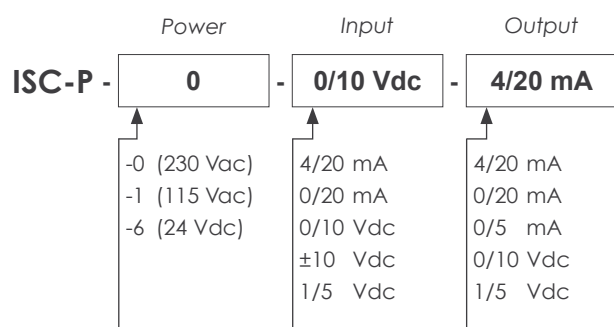 Power Input Output
ISC-P - 0 - 0/10 Vdc - 4/20 mA
-0 (230 Vac) 4/20 mA 4/20 mA
-1 (115 Vac) 0/20 mA 0/20 mA
-6 (24 Vdc) 0/10 Vdc 0/5 mA
±10 Vdc 0/10 Vdc
1/5 Vdc 1/5 Vdc